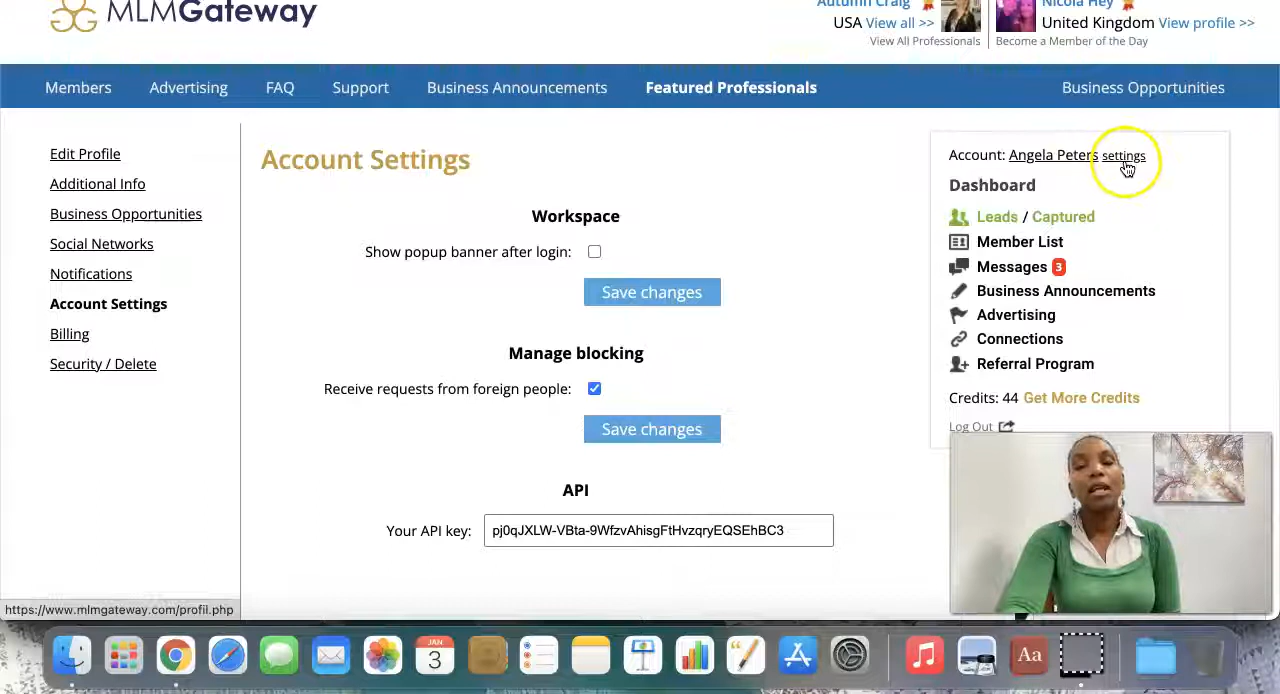 MLMGateway
Autumn Craig
USA View all >>
View All Professionals
Nicola Hey
United Kingdom View profile >>
Become a Member of the Day
Members
Advertising
FAQ
Support
Business Announcements
Featured Professionals
Business Opportunities
Edit Profile
Additional Info
Business Opportunities
Social Networks
Notifications
Account Settings
Billing
Security / Delete
Account Settings
Workspace
Show popup banner after login:
Save changes
Manage blocking
Receive requests from foreign people:
Save changes
API
Your API key: pj0qJXLW-VBta-9WfzvAhisgFtHvzqryEQSEhBC3
Account: Angela Peters settings
Dashboard
Leads / Captured
Member List
Messages 3
Business Announcements
Advertising
Connections
Referral Program
Credits: 44 Get More Credits
Log Out
https://www.mlmgateway.com/profil.php
JAN
3
Aa